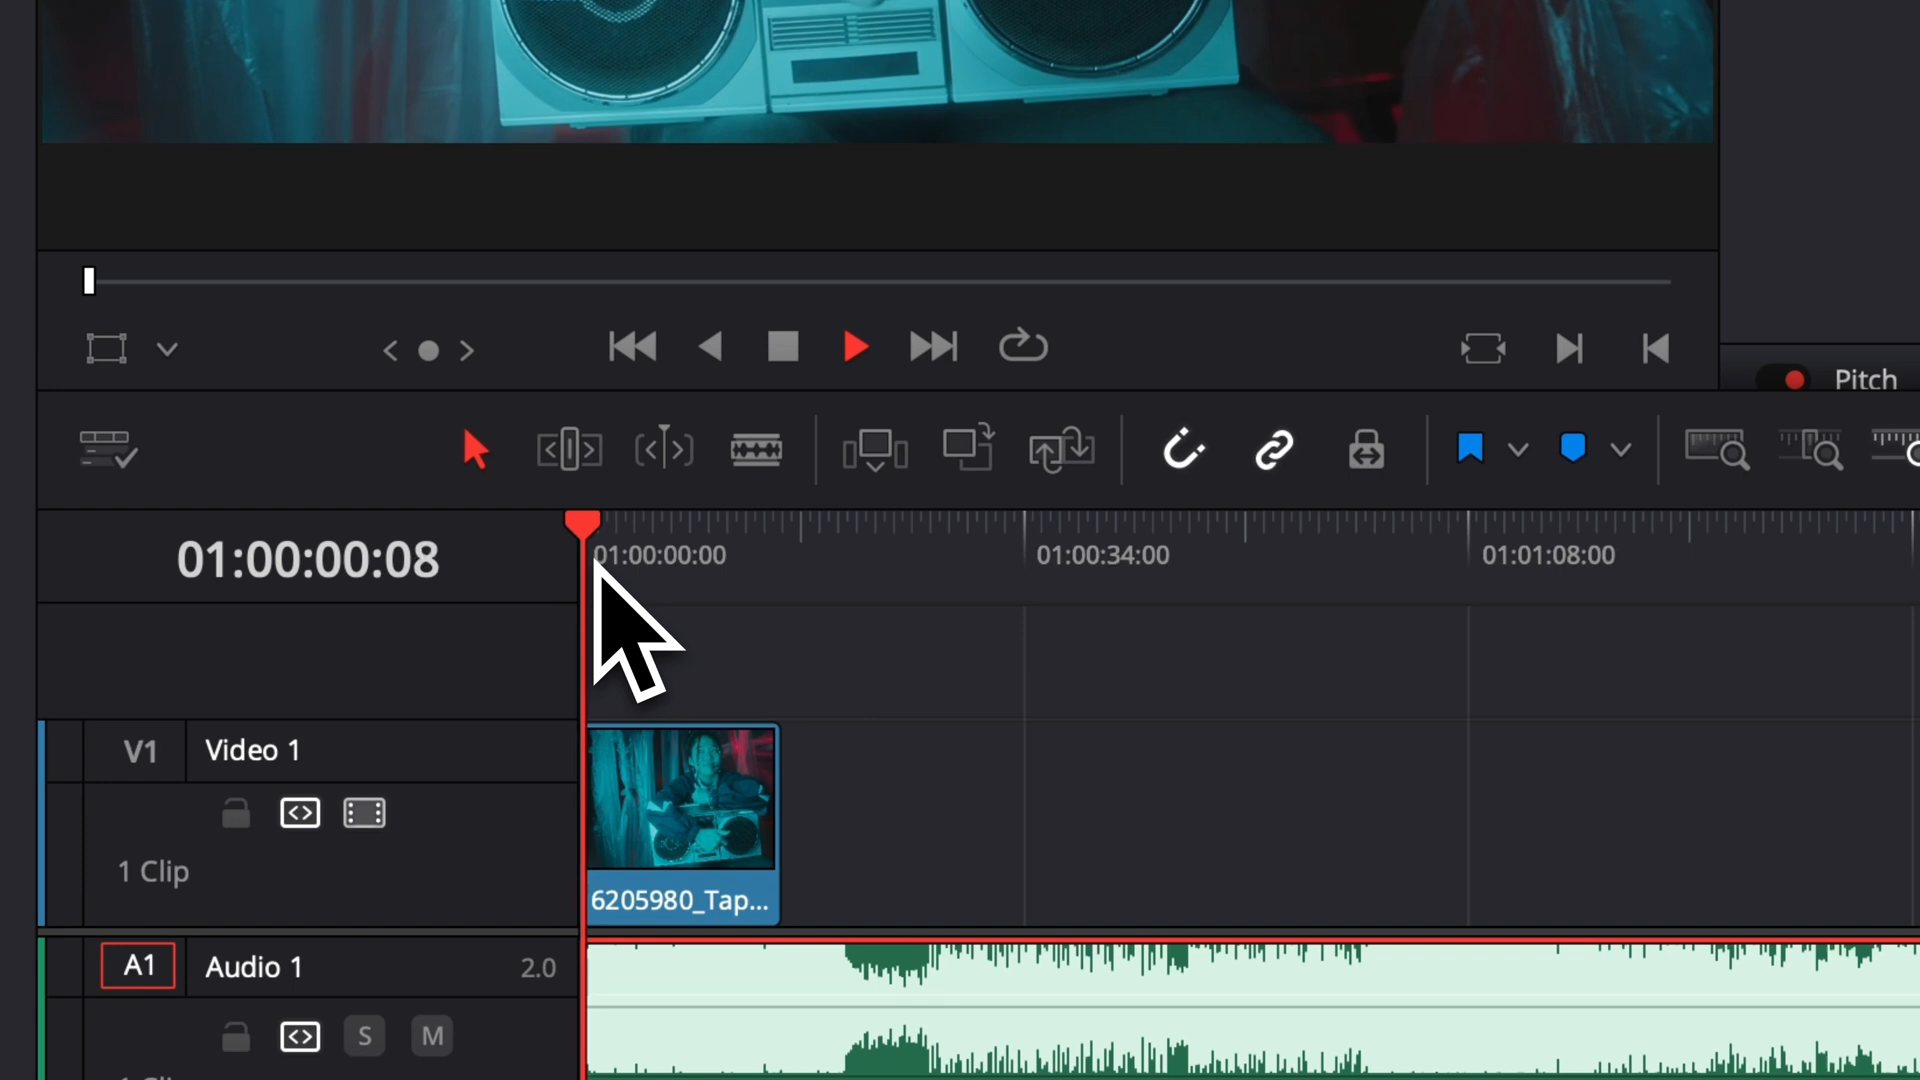 Pitch
01:00:00:08
01:00:00:00
01:00:34:00
01:01:08:00
V1
Video 1
1 Clip
6205980_Tap...
A1
Audio 1
2.0
S
M